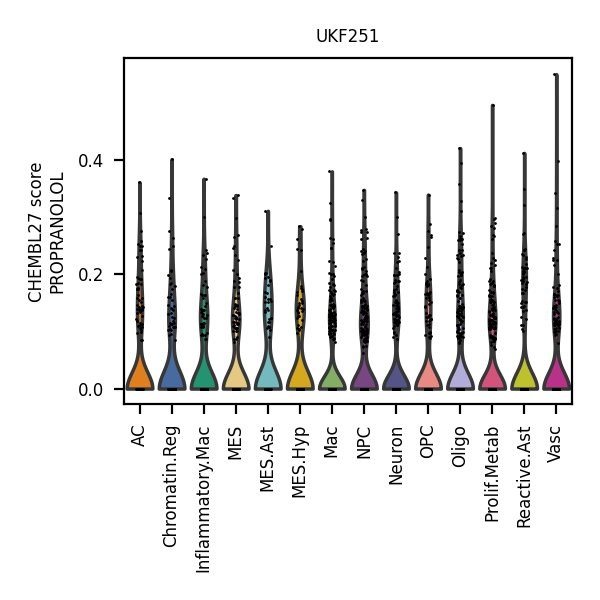 UKF251
CHEMBL27 score
PROPRANOLOL
0.4
0.2
0.0
AC
Chromatin.Reg
Inflammatory.Mac
MES
MES.Ast
MES.Hyp
Mac
NPC
Neuron
OPC
Oligo
Prolif.Metab
Reactive.Ast
Vasc